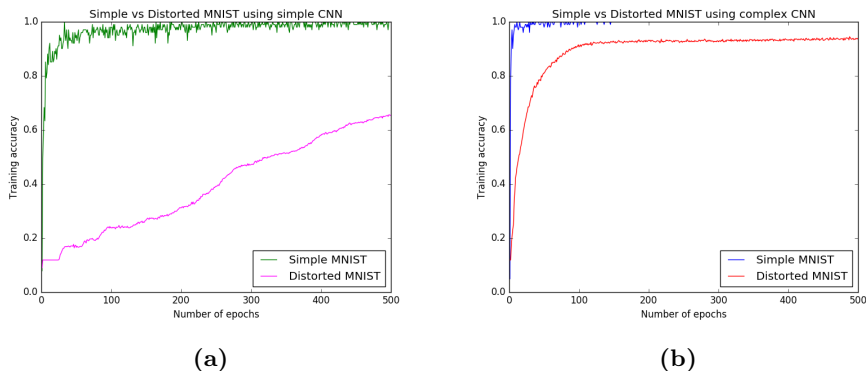 Simple vs Distorted MNIST using simple CNN
1.0
0.8
0.6
0.4
0.2
0.0
Training accuracy
Simple MNIST
Distorted MNIST
0 100 200 300 400 500
Number of epochs
(a)
Simple vs Distorted MNIST using complex CNN
1.0
0.8
0.6
0.4
0.2
0.0
Training accuracy
Simple MNIST
Distorted MNIST
0 100 200 300 400 500
Number of epochs
(b)